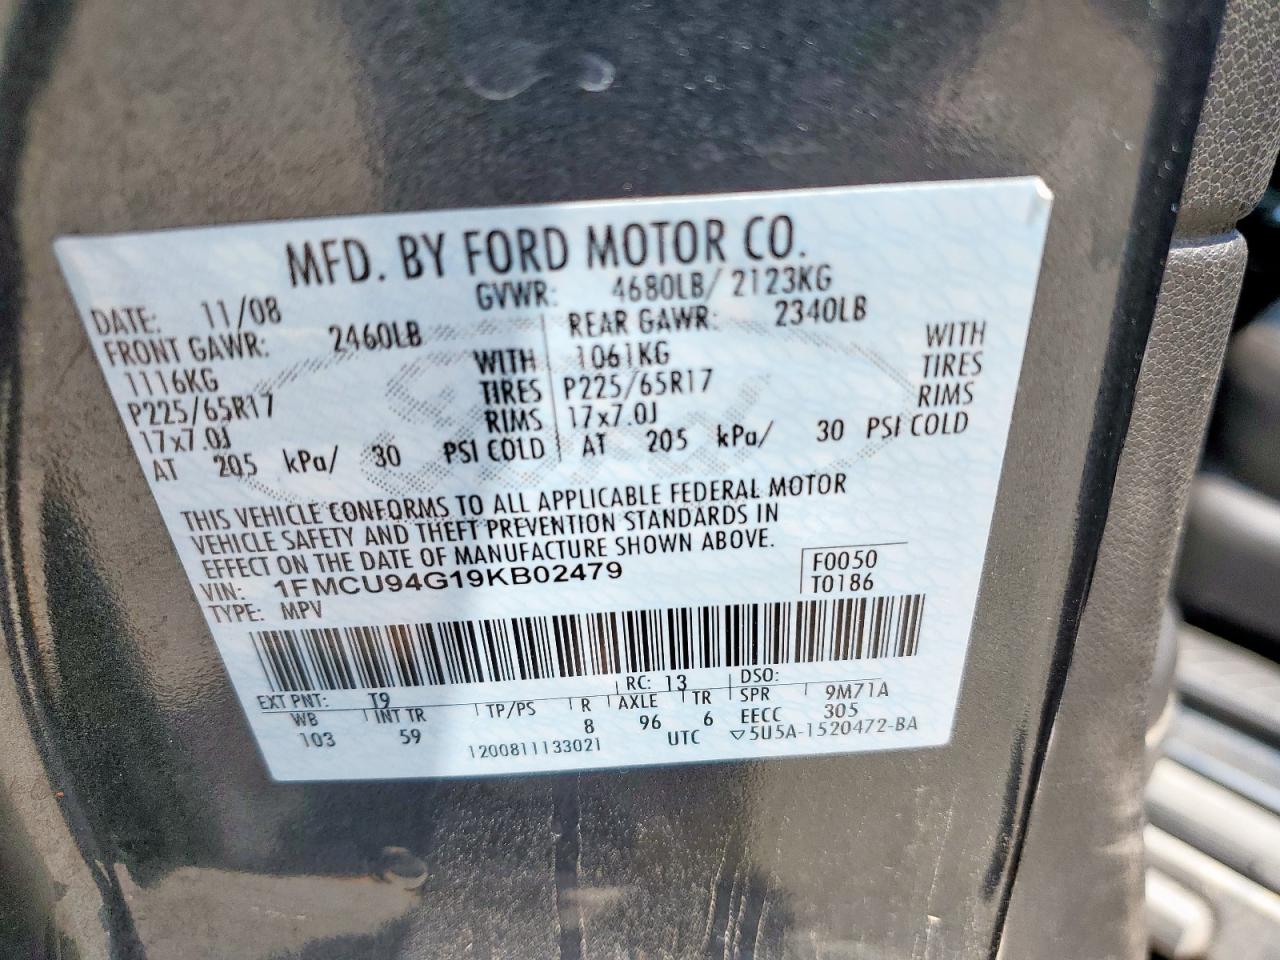 MFD. BY FORD MOTOR CO.
DATE: 11/08 GVWR: 4680LB/ 2123KG
FRONT GAWR: 2460LB REAR GAWR: 2340LB
1116KG WITH 1061KG WITH
P225/65R17 TIRES P225/65R17 TIRES
17x7.0J RIMS 17x7.0J RIMS
AT 205 kPa/ 30 PSI COLD AT 205 kPa/ 30 PSI COLD
THIS VEHICLE CONFORMS TO ALL APPLICABLE FEDERAL MOTOR
VEHICLE SAFETY AND THEFT PREVENTION STANDARDS IN
EFFECT ON THE DATE OF MANUFACTURE SHOWN ABOVE.
VIN: 1FMCU94G19KB02479 F0050
TYPE: MPV T0186
EXT PNT: T9 RC: 13 DSO:
WB INT TR TP/PS R AXLE TR SPR 9M71A
103 59 8 96 6 EECC 305
1200811133021 UTC ▽5U5A-1520472-BA